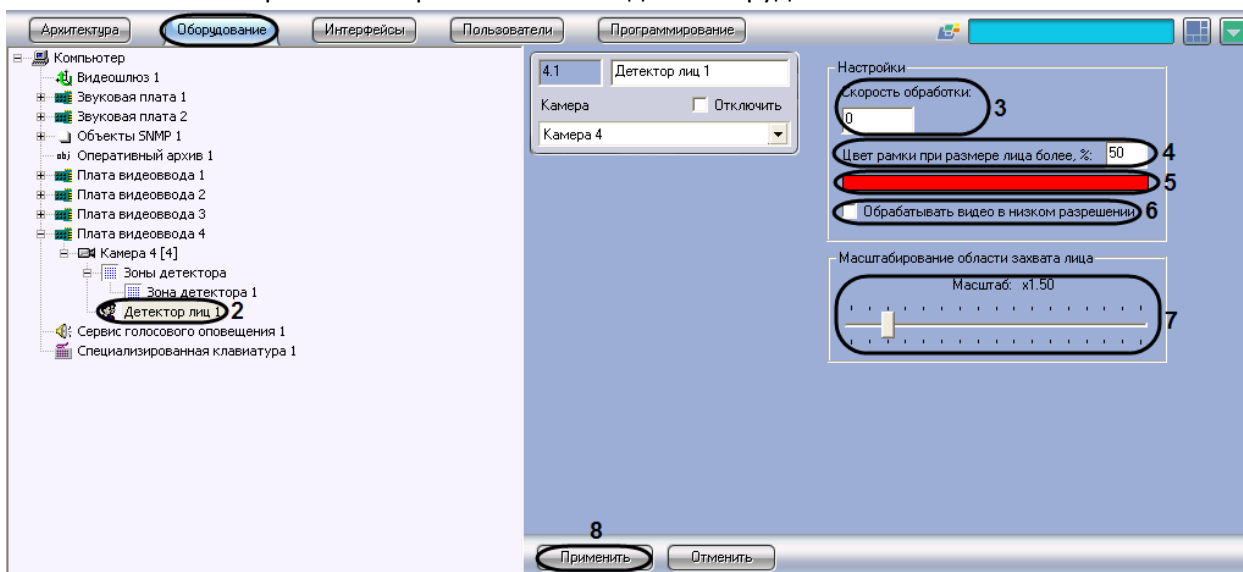 Архитектура Оборудование Интерфейсы Пользователи Программирование
Компьютер
Видеошлюз 1
Звуковая плата 1
Звуковая плата 2
Объекты SNMP 1
obj Оперативный архив 1
Плата видеоввода 1
Плата видеоввода 2
Плата видеоввода 3
Плата видеоввода 4
Камера 4 [4]
Зоны детектора
Зона детектора 1
Детектор лиц 1 2
Сервис голосового оповещения 1
Специализированная клавиатура 1
4.1 Детектор лиц 1
Камера Отключить
Камера 4
Настройки
Скорость обработки:
0 3
Цвет рамки при размере лица более, %: 50 4
5
Обрабатывать видео в низком разрешении 6
Масштабирование области захвата лица
Масштаб: x1.50
7
8
Применить Отменить